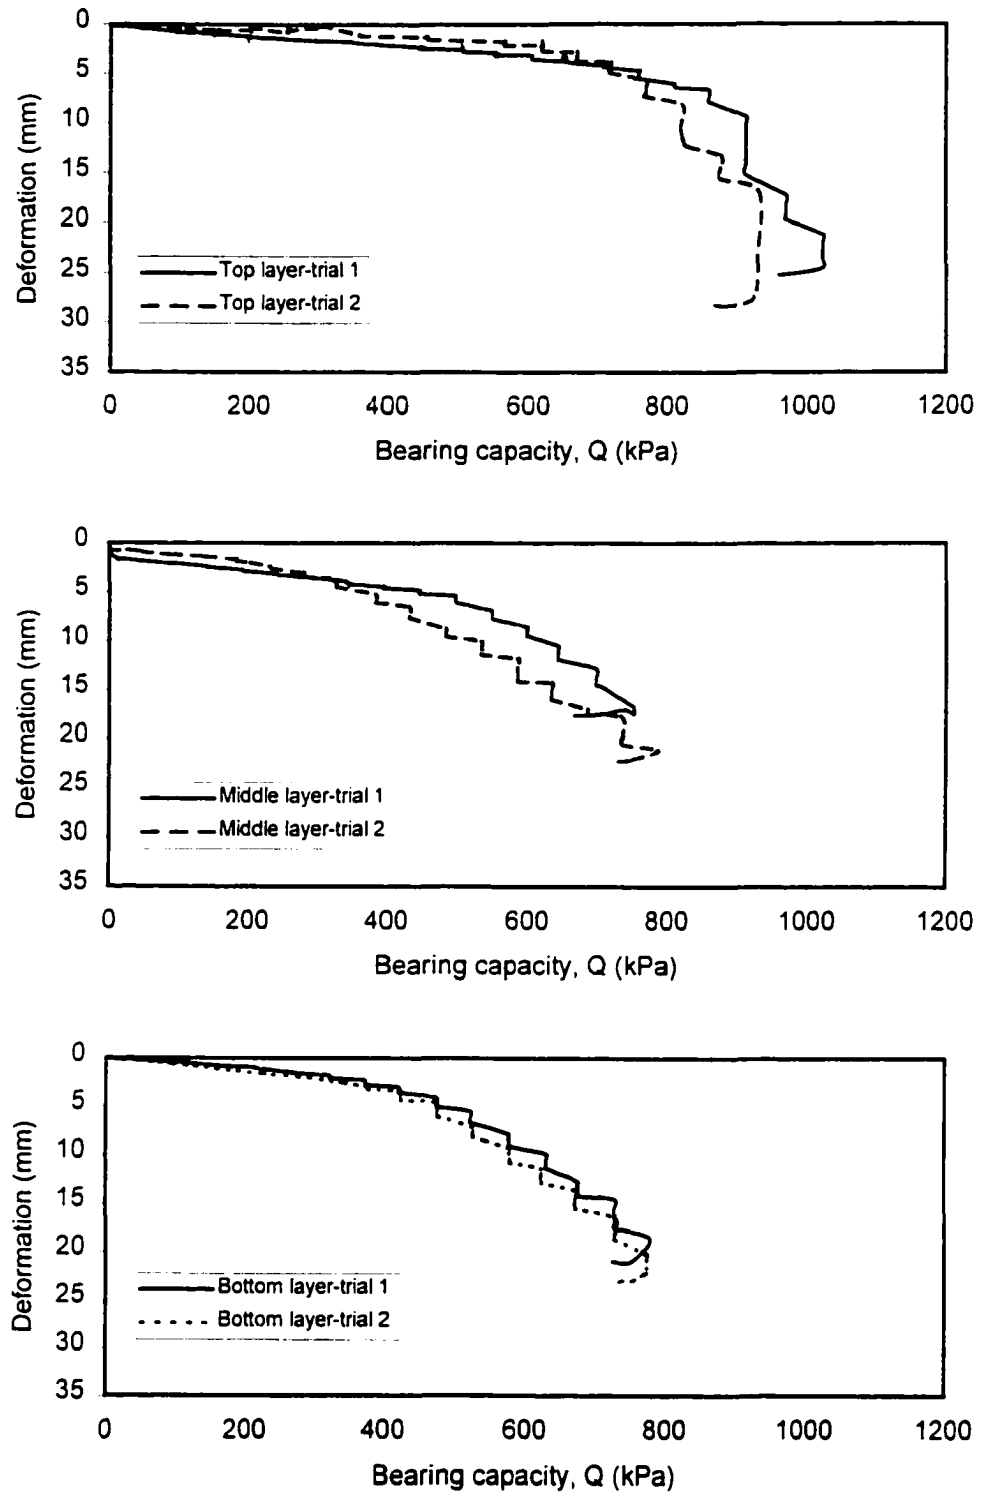 0
5
10
15
20
25
30
35
Deformation (mm)
Top layer-trial 1
Top layer-trial 2
0 200 400 600 800 1000 1200
Bearing capacity, Q (kPa)
0
5
10
15
20
25
30
35
Deformation (mm)
Middle layer-trial 1
Middle layer-trial 2
0 200 400 600 800 1000 1200
Bearing capacity, Q (kPa)
0
5
10
15
20
25
30
35
Deformation (mm)
Bottom layer-trial 1
Bottom layer-trial 2
0 200 400 600 800 1000 1200
Bearing capacity, Q (kPa)